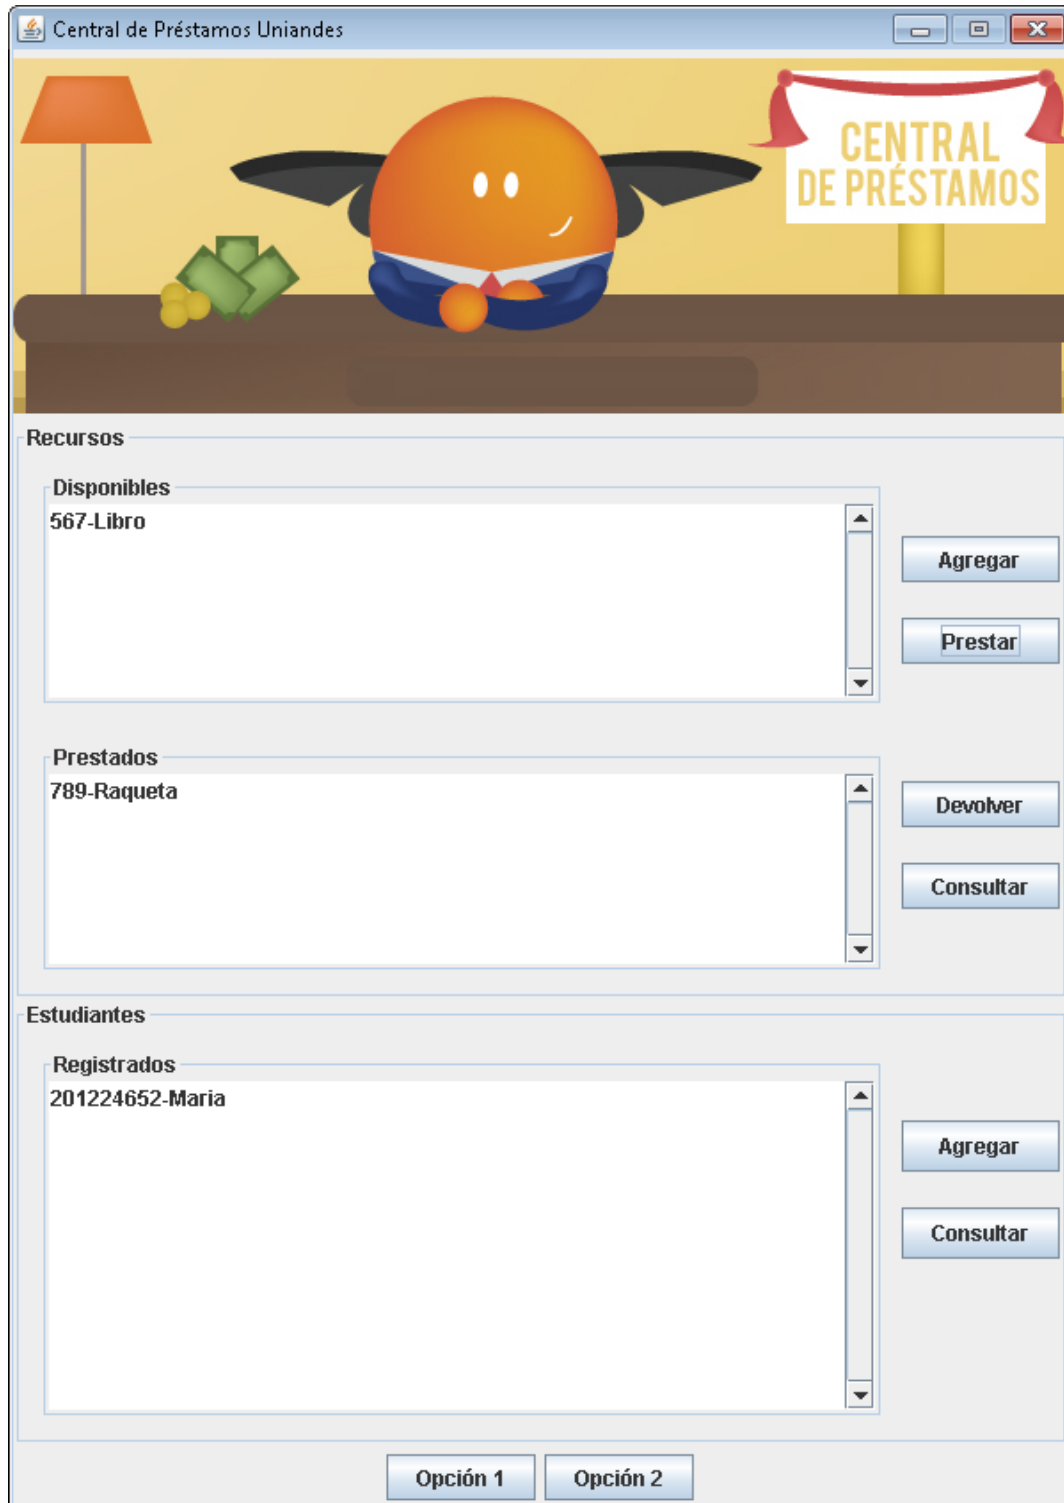 Central de Préstamos Uniandes
CENTRAL
DE PRÉSTAMOS
Recursos
Disponibles
567-Libro
Agregar
Prestar
Prestados
789-Raqueta
Devolver
Consultar
Estudiantes
Registrados
201224652-Maria
Agregar
Consultar
Opción 1
Opción 2